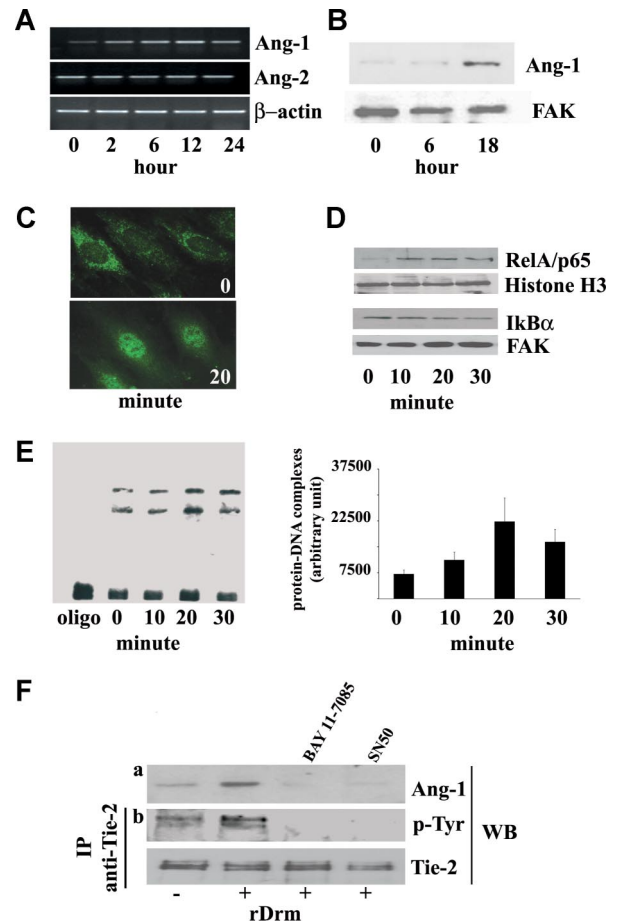 A
Ang-1
Ang-2
β−actin
0 2 6 12 24
hour
B
Ang-1
FAK
0 6 18
hour
C
0
20
minute
D
RelA/p65
Histone H3
IkBα
FAK
0 10 20 30
minute
E
oligo 0 10 20 30
minute
protein-DNA complexes
(arbitrary unit)
37500
22500
7500
0 10 20 30
minute
F
BAY 11-7085
SN50
a
Ang-1
b
p-Tyr
Tie-2
IP
anti-Tie-2
WB
- + + +
rDrm